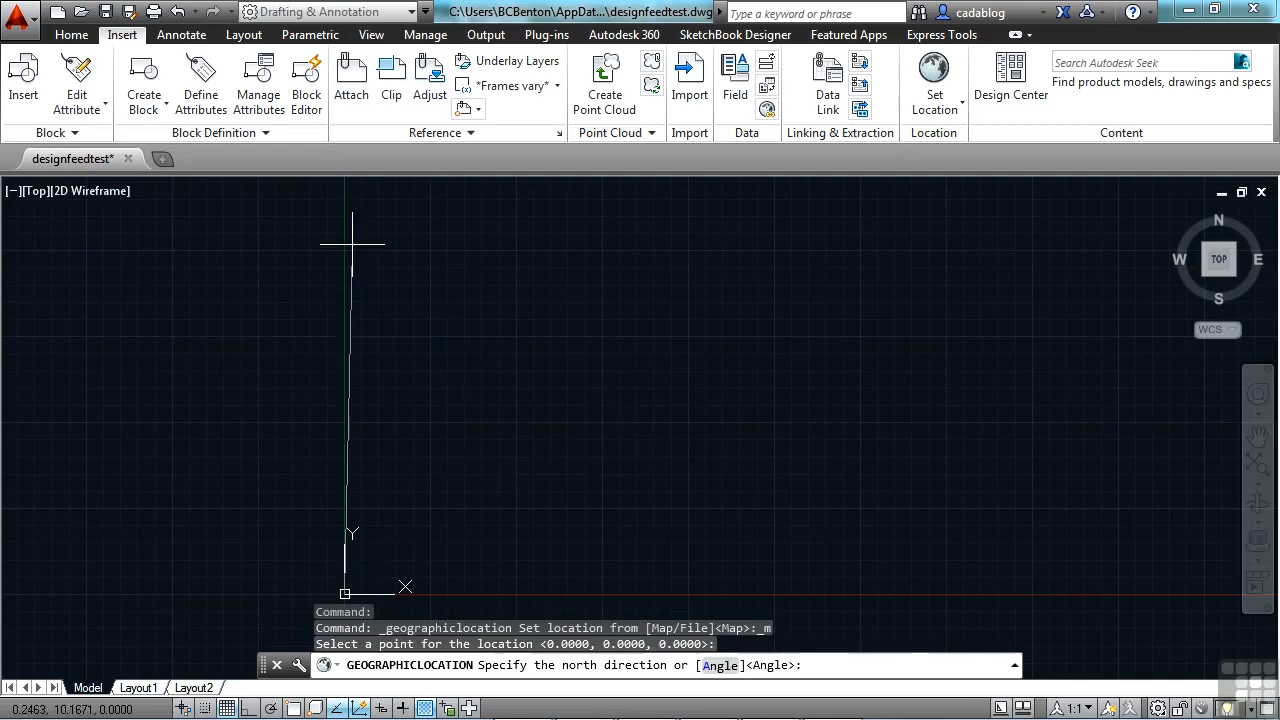 Drafting & Annotation
C:\Users\BCBenton\AppDat...\designfeedtest.dwg
Type a keyword or phrase
cadablog
Home Insert Annotate Layout Parametric View Manage Output Plug-ins Autodesk 360 SketchBook Designer Featured Apps Express Tools
Insert
Edit Attribute
Create Block
Define Attributes
Manage Attributes
Block Editor
Attach
Clip
Adjust
Underlay Layers
*Frames vary*
Create Point Cloud
Import
Field
Data Link
Set Location
Design Center
Search Autodesk Seek
Find product models, drawings and specs
Block
Block Definition
Reference
Point Cloud
Import
Data
Linking & Extraction
Location
Content
designfeedtest*
[−][Top][2D Wireframe]
N
W TOP E
S
WCS
Y
X
Command:
Command: _geographiclocation Set location from [Map/File]<Map>:_m
Select a point for the location <0.0000, 0.0000, 0.0000>:
GEOGRAPHICLOCATION Specify the north direction or [Angle]<Angle>:
Model Layout1 Layout2
0.2463, 10.1671, 0.0000
1:1